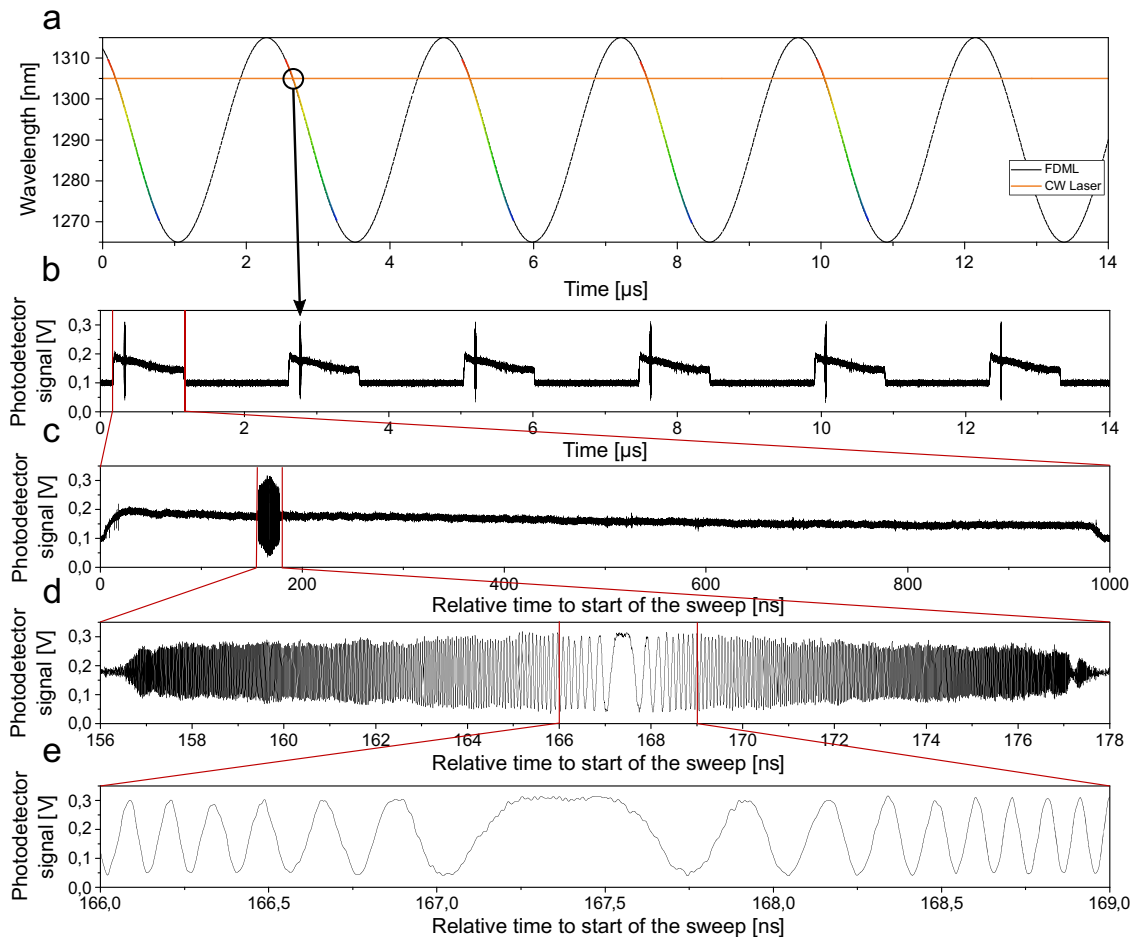 a
Wavelength [nm]
1310
1300
1290
1280
1270
FDML
CW Laser
0 2 4 6 8 10 12 14
Time [µs]
b
Photodetector
signal [V]
0,3
0,2
0,1
0,0
0 2 4 6 8 10 12 14
Time [µs]
c
Photodetector
signal [V]
0,3
0,2
0,1
0,0
0 200 400 600 800 1000
Relative time to start of the sweep [ns]
d
Photodetector
signal [V]
0,3
0,2
0,1
0,0
156 158 160 162 164 166 168 170 172 174 176 178
Relative time to start of the sweep [ns]
e
Photodetector
signal [V]
0,3
0,2
0,1
0,0
166,0 166,5 167,0 167,5 168,0 168,5 169,0
Relative time to start of the sweep [ns]